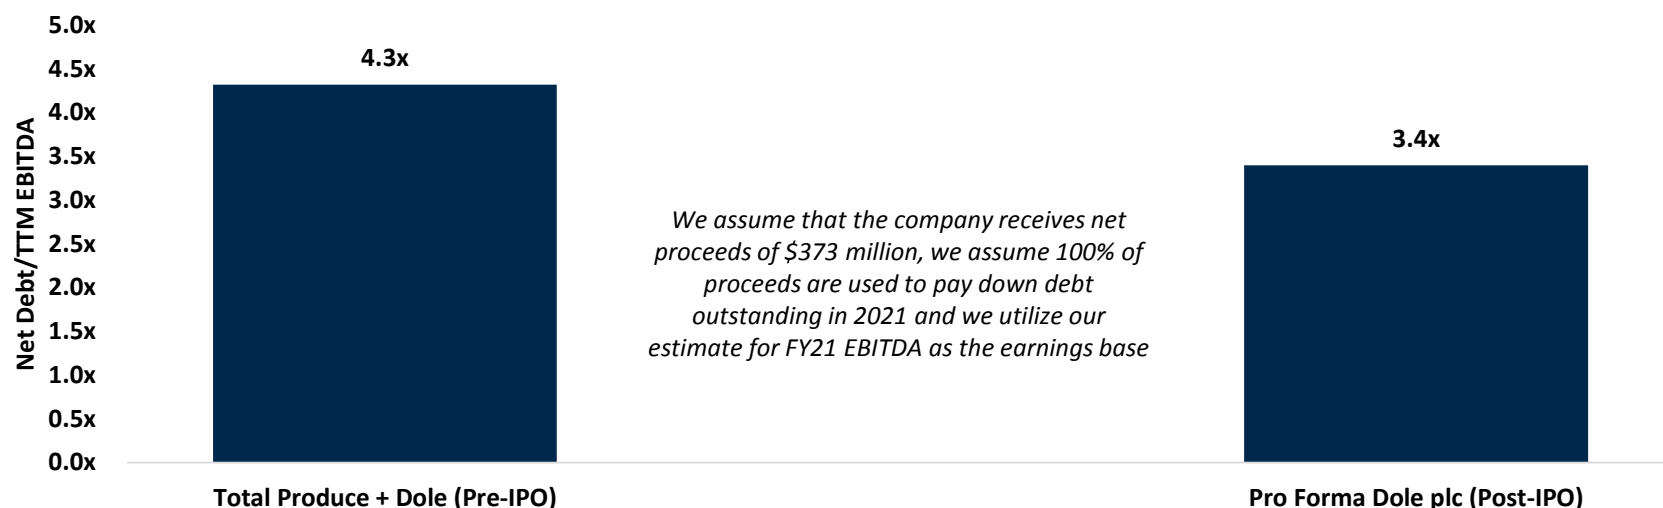 5.0x
4.5x
4.0x
3.5x
3.0x
2.5x
2.0x
1.5x
1.0x
0.5x
0.0x
Net Debt/TTM EBITDA
4.3x
3.4x
We assume that the company receives net
proceeds of $373 million, we assume 100% of
proceeds are used to pay down debt
outstanding in 2021 and we utilize our
estimate for FY21 EBITDA as the earnings base
Total Produce + Dole (Pre-IPO)
Pro Forma Dole plc (Post-IPO)